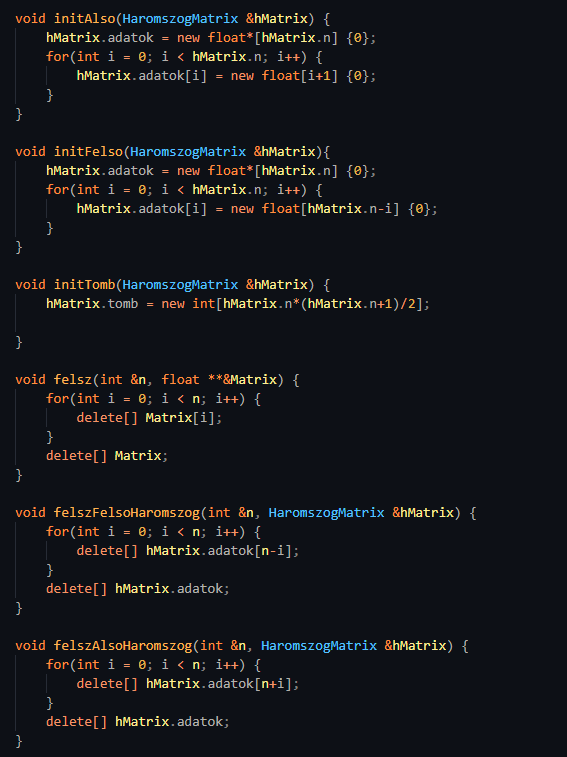 void initAlso(HaromszogMatrix &hMatrix) {
    hMatrix.adatok = new float*[hMatrix.n] {0};
    for(int i = 0; i < hMatrix.n; i++) {
        hMatrix.adatok[i] = new float[i+1] {0};
    }
}

void initFelso(HaromszogMatrix &hMatrix){
    hMatrix.adatok = new float*[hMatrix.n] {0};
    for(int i = 0; i < hMatrix.n; i++) {
        hMatrix.adatok[i] = new float[hMatrix.n-i] {0};
    }
}

void initTomb(HaromszogMatrix &hMatrix) {
    hMatrix.tomb = new int[hMatrix.n*(hMatrix.n+1)/2];

}

void felsz(int &n, float **&Matrix) {
    for(int i = 0; i < n; i++) {
        delete[] Matrix[i];
    }
    delete[] Matrix;
}

void felszFelsoHaromszog(int &n, HaromszogMatrix &hMatrix) {
    for(int i = 0; i < n; i++) {
        delete[] hMatrix.adatok[n-i];
    }
    delete[] hMatrix.adatok;
}

void felszAlsoHaromszog(int &n, HaromszogMatrix &hMatrix) {
    for(int i = 0; i < n; i++) {
        delete[] hMatrix.adatok[n+i];
    }
    delete[] hMatrix.adatok;
}